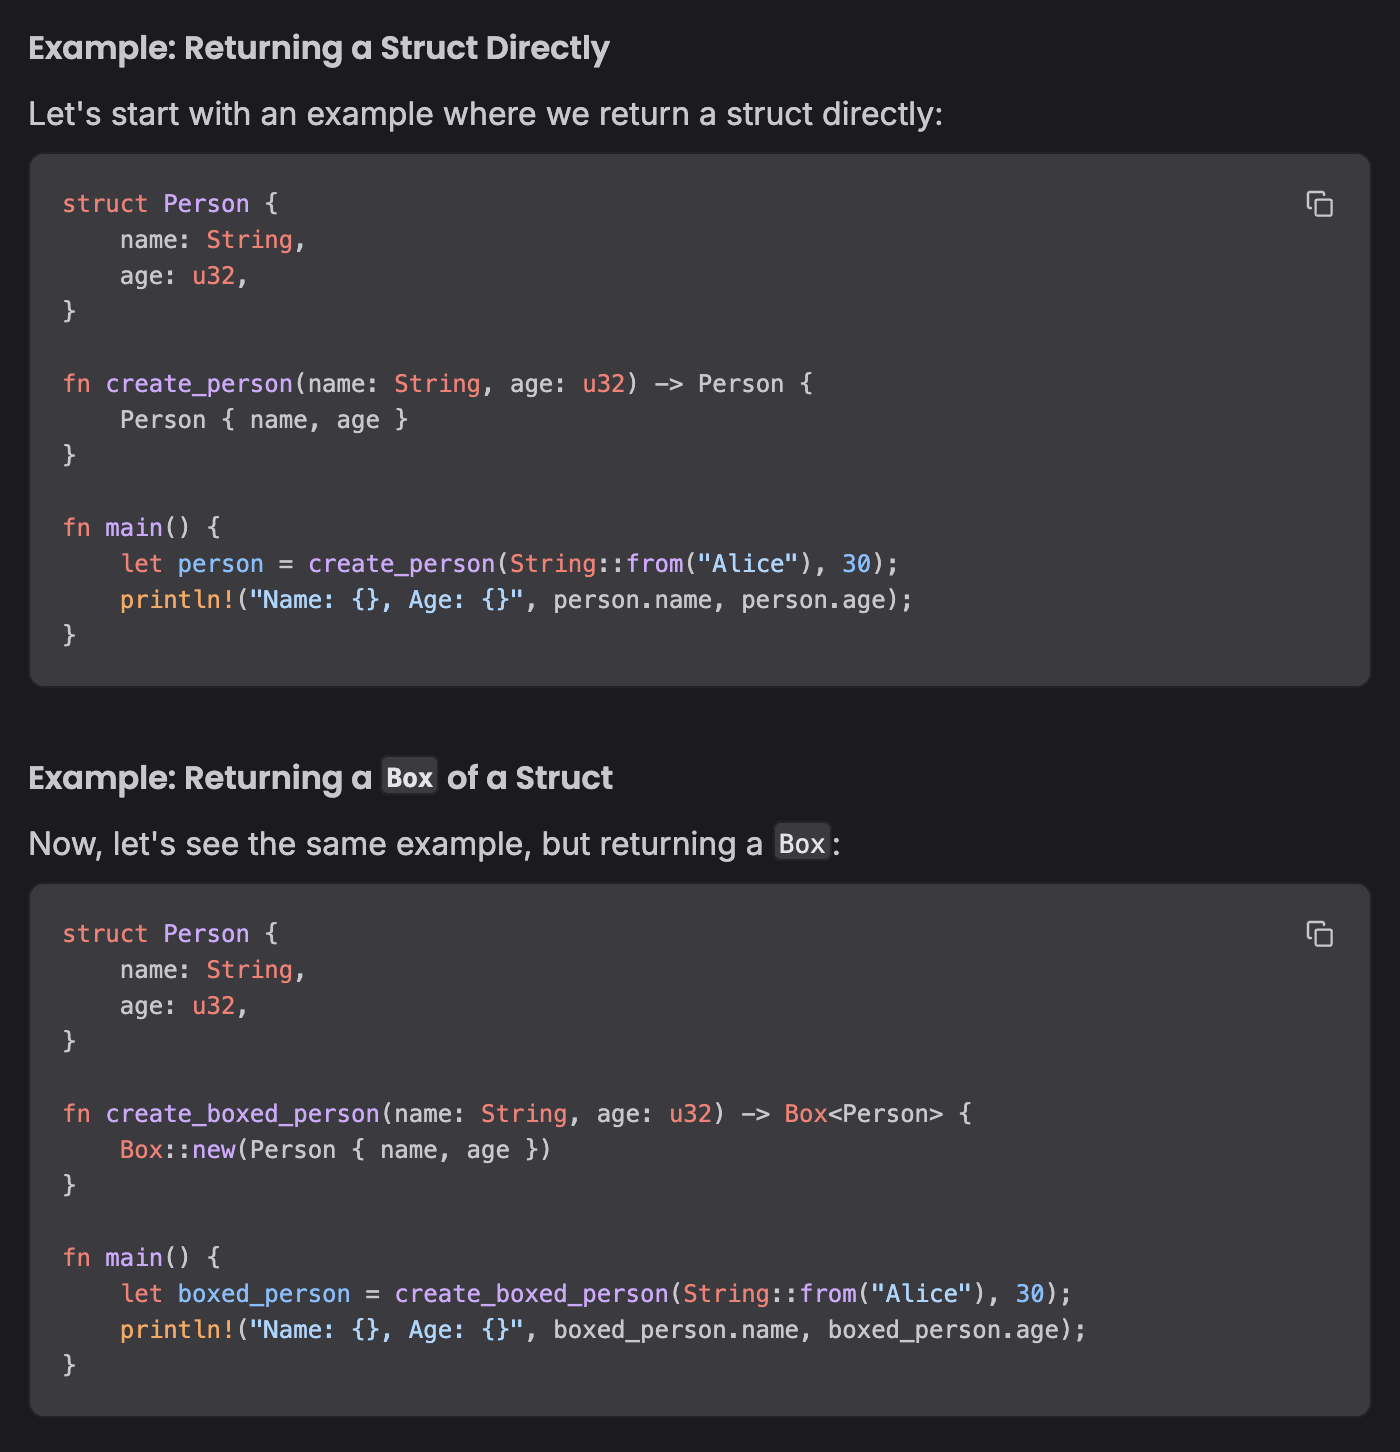 Example: Returning a Struct Directly
Let's start with an example where we return a struct directly:
struct Person {
    name: String,
    age: u32,
}
fn create_person(name: String, age: u32) -> Person {
    Person { name, age }
}
fn main() {
    let person = create_person(String::from("Alice"), 30);
    println!("Name: {}, Age: {}", person.name, person.age);
}
Example: Returning a Box of a Struct
Now, let's see the same example, but returning a Box:
struct Person {
    name: String,
    age: u32,
}
fn create_boxed_person(name: String, age: u32) -> Box<Person> {
    Box::new(Person { name, age })
}
fn main() {
    let boxed_person = create_boxed_person(String::from("Alice"), 30);
    println!("Name: {}, Age: {}", boxed_person.name, boxed_person.age);
}